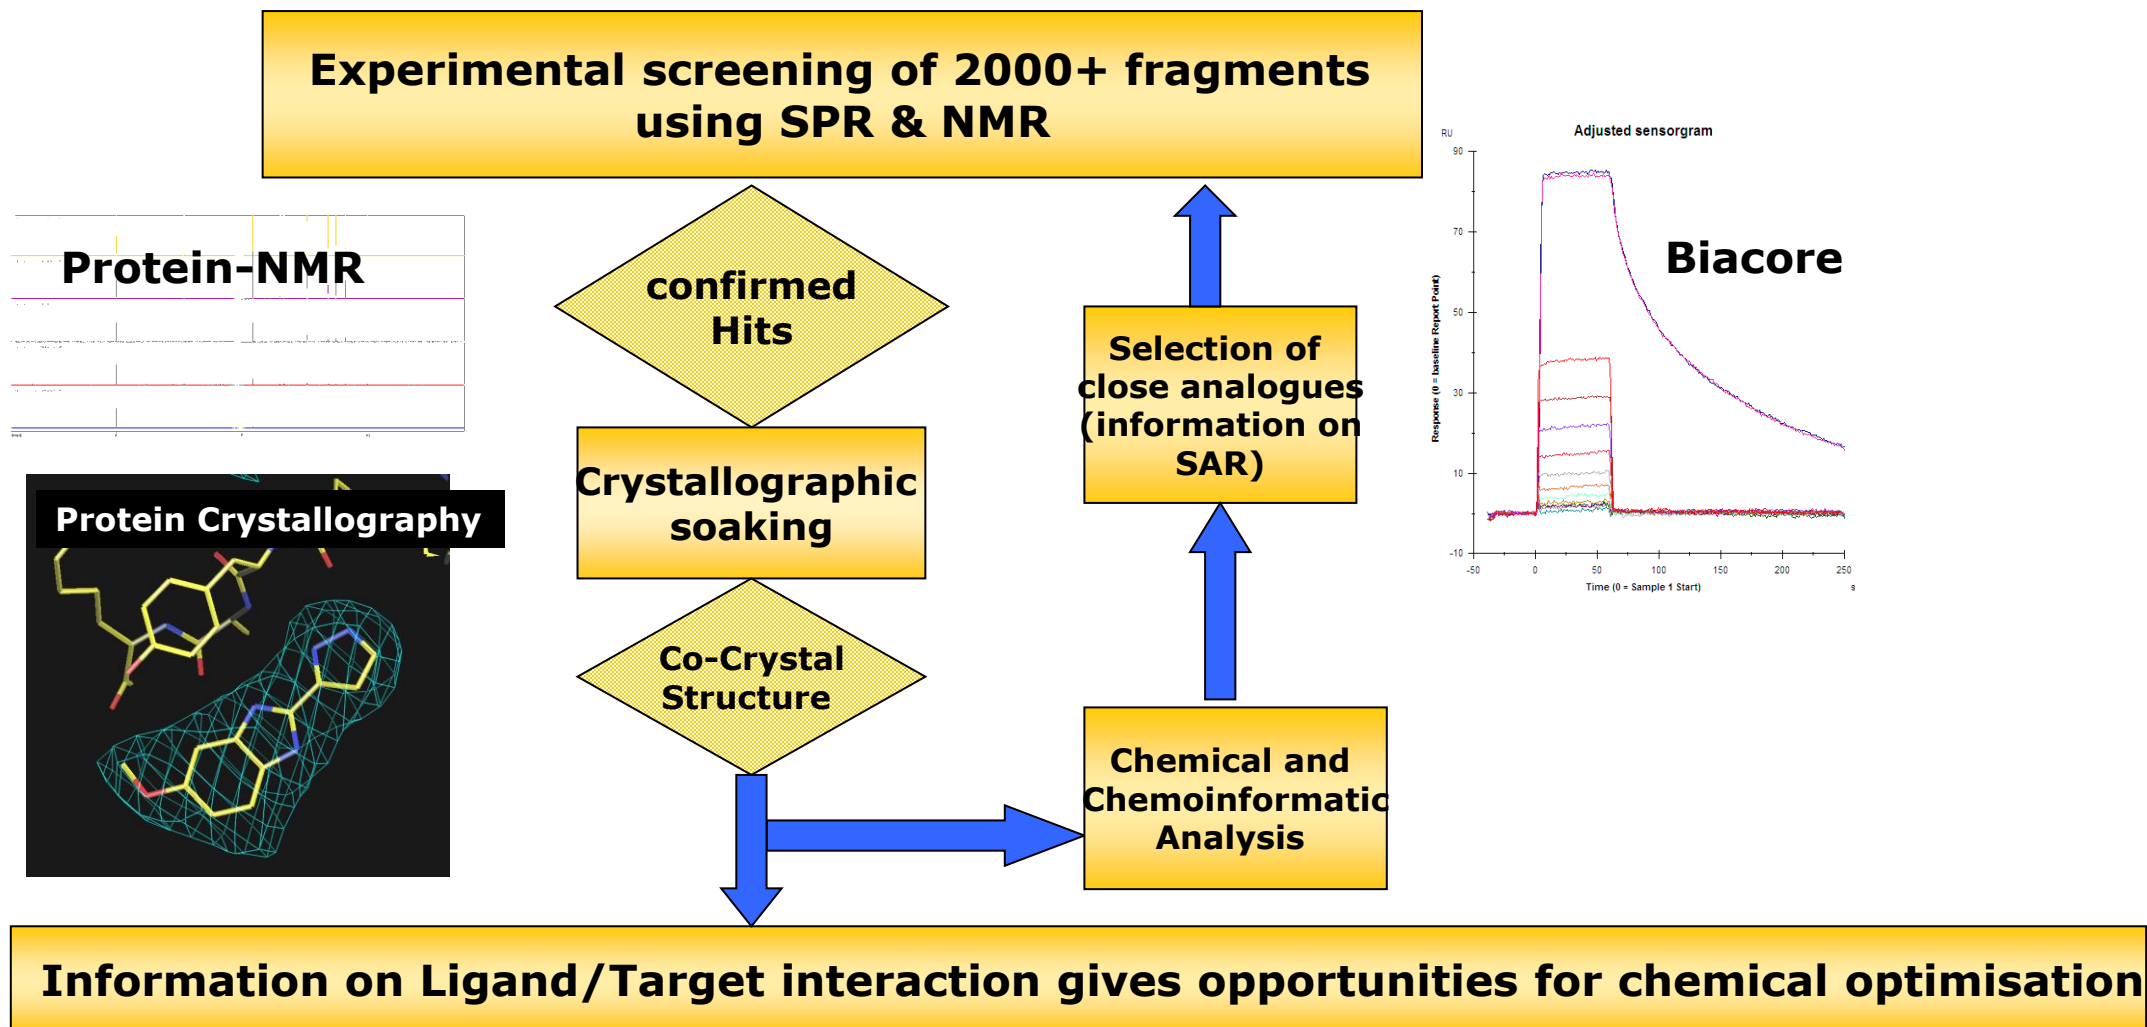 Experimental screening of 2000+ fragments
using SPR & NMR
Protein-NMR
confirmed
Hits
Selection of
close analogues
(information on
SAR)
Adjusted sensorgram
RU
90
70
50
30
10
-10
Response (0 = baseline Report Point)
Biacore
-50 0 50 100 150 200 250
Time (0 = Sample 1 Start)
s
Crystallographic
soaking
Protein Crystallography
Co-Crystal
Structure
Chemical and
Chemoinformatic
Analysis
Information on Ligand/Target interaction gives opportunities for chemical optimisation